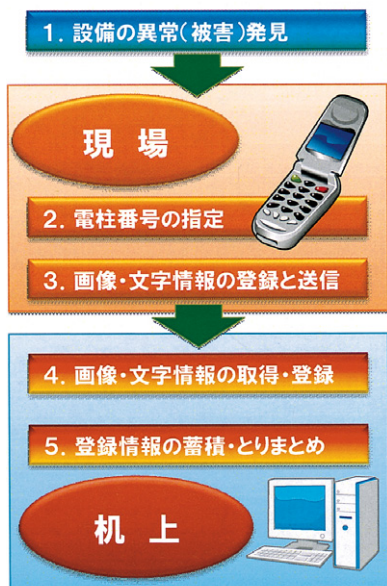 1. 設備の異常(被害)発見
現 場
2. 電柱番号の指定
3. 画像・文字情報の登録と送信
4. 画像・文字情報の取得・登録
5. 登録情報の蓄積・とりまとめ
机 上